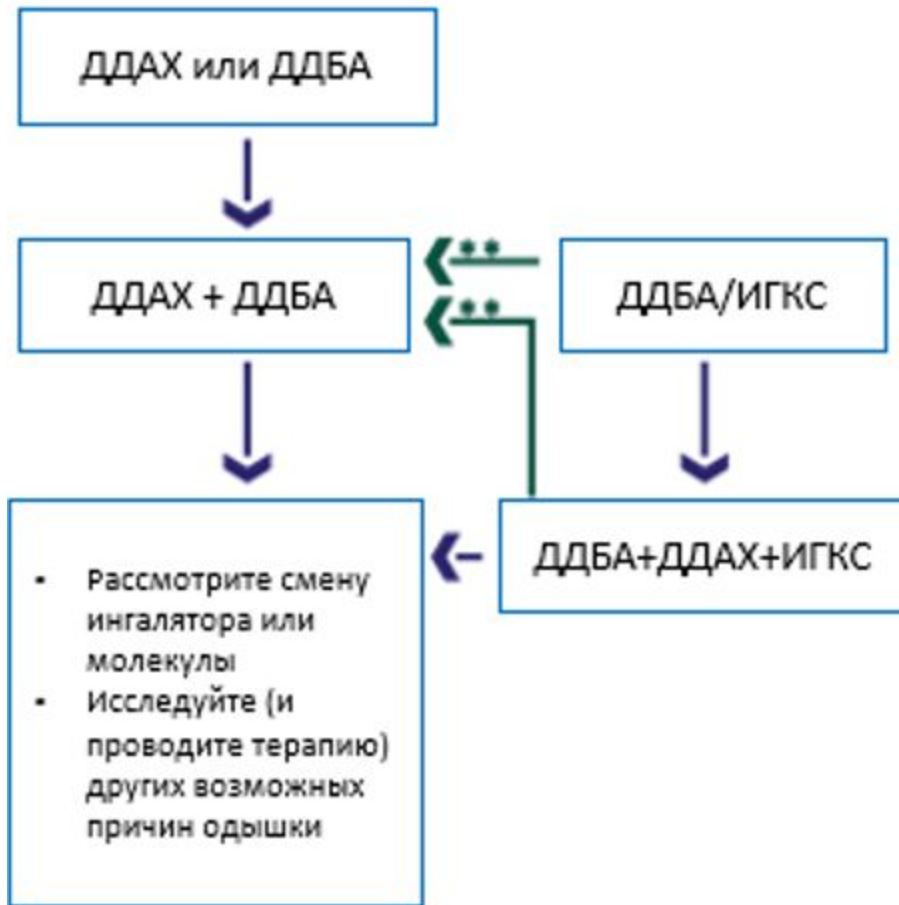 ДДАХ или ДДБА
ДДАХ + ДДБА
**
**
ДДБА/ИГКС
ДДБА+ДДАХ+ИГКС
- Рассмотрите смену
ингалятора или
молекулы
- Исследуйте (и
проводите терапию)
других возможных
причин одышки